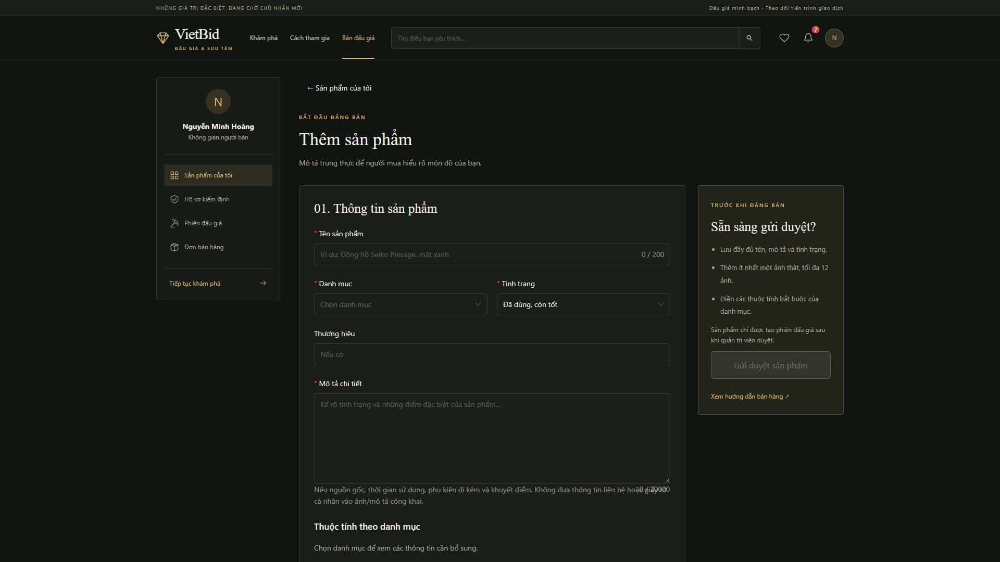 NHỮNG GIÁ TRỊ ĐẶC BIỆT, ĐANG CHỜ CHỦ NHÂN MỚI
Đấu giá minh bạch · Theo dõi tiến trình giao dịch
VietBid
ĐẤU GIÁ & SƯU TẦM
Khám phá
Cách tham gia
Bán đấu giá
Tìm điều bạn yêu thích...
7
N
N
Nguyễn Minh Hoàng
Không gian người bán
Sản phẩm của tôi
Hồ sơ kiểm định
Phiên đấu giá
Đơn bán hàng
Tiếp tục khám phá →
← Sản phẩm của tôi
BẮT ĐẦU ĐĂNG BÁN
Thêm sản phẩm
Mô tả trung thực để người mua hiểu rõ món đồ của bạn.
01. Thông tin sản phẩm
* Tên sản phẩm
Ví dụ: Đồng hồ Seiko Presage, mặt xanh
0 / 200
* Danh mục
* Tình trạng
Chọn danh mục
Đã dùng, còn tốt
Thương hiệu
Nếu có
* Mô tả chi tiết
Kể rõ tình trạng và những điểm đặc biệt của sản phẩm...
Nêu nguồn gốc, thời gian sử dụng, phụ kiện đi kèm và khuyết điểm. Không đưa thông tin liên hệ hoặc giấy tờ
0 / 20000
cá nhân vào ảnh/mô tả công khai.
Thuộc tính theo danh mục
Chọn danh mục để xem các thông tin cần bổ sung.
TRƯỚC KHI ĐĂNG BÁN
Sẵn sàng gửi duyệt?
• Lưu đầy đủ tên, mô tả và tình trạng.
• Thêm ít nhất một ảnh thật, tối đa 12
ảnh.
• Điền các thuộc tính bắt buộc của
danh mục.
Sản phẩm chỉ được tạo phiên đấu giá sau
khi quản trị viên duyệt.
Gửi duyệt sản phẩm
Xem hướng dẫn bán hàng ↗